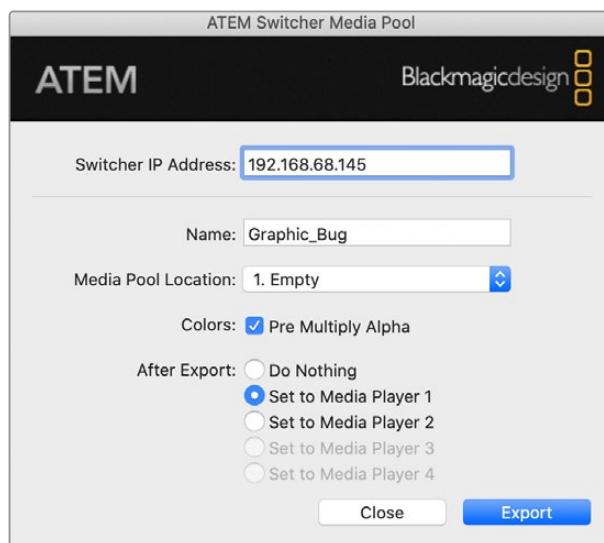 ATEM Switcher Media Pool
ATEM Blackmagicdesign
Switcher IP Address: 192.168.68.145
Name: Graphic_Bug
Media Pool Location: 1. Empty
Colors: Pre Multiply Alpha
After Export: Do Nothing
Set to Media Player 1
Set to Media Player 2
Set to Media Player 3
Set to Media Player 4
Close Export